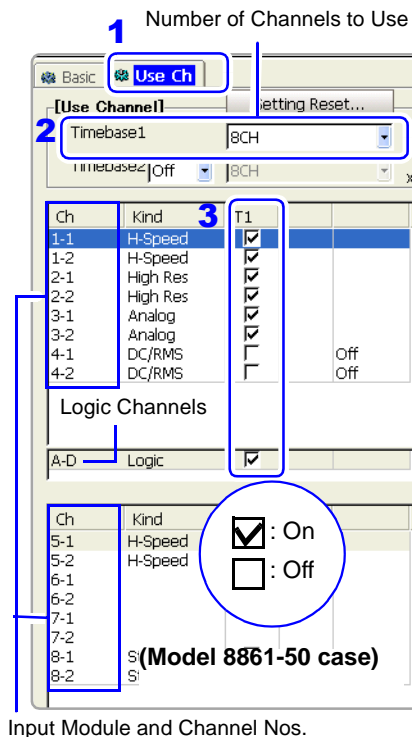 Number of Channels to Use
1
Basic Use Ch
[Use Channel] Setting Reset...
2 Timebase1 8CH
Timebase2 Off 8CH
3
Ch Kind T1
1-1 H-Speed
1-2 H-Speed
2-1 High Res
2-2 High Res
3-1 Analog
3-2 Analog
4-1 DC/RMS Off
4-2 DC/RMS Off
Logic Channels
A-D Logic
Ch Kind
5-1 H-Speed
5-2 H-Speed
: On
6-1
: Off
6-2
7-1
7-2
8-1 (Model 8861-50 case)
8-2
Input Module and Channel Nos.